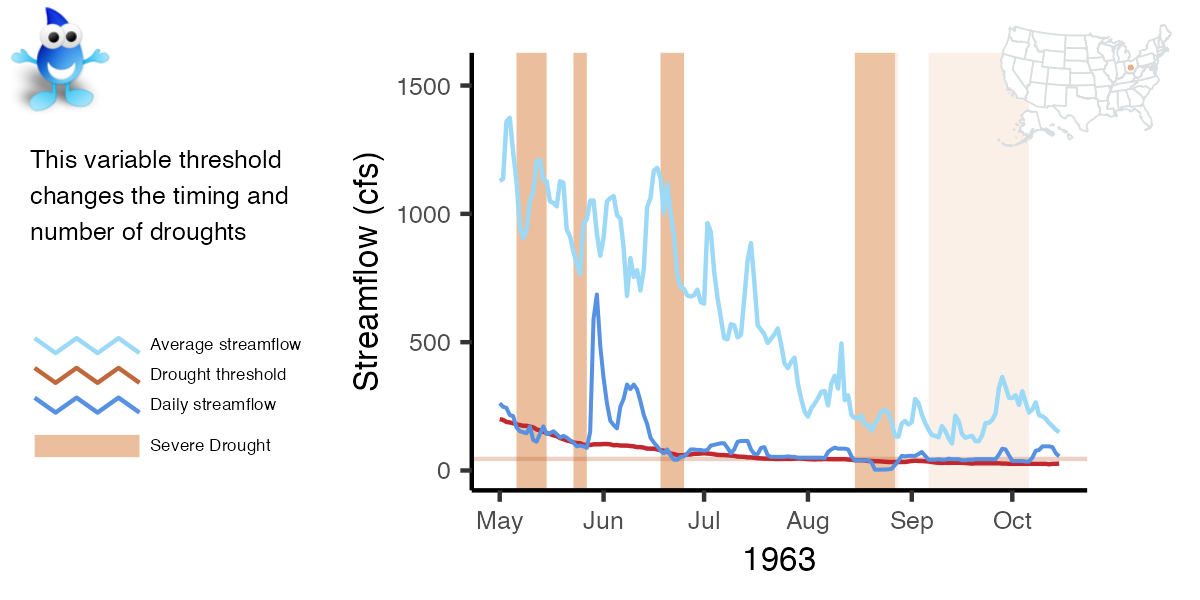 This variable threshold
changes the timing and
number of droughts
Average streamflow
Drought threshold
Daily streamflow
Severe Drought
Streamflow (cfs)
1500
1000
500
0
May Jun Jul Aug Sep Oct
1963